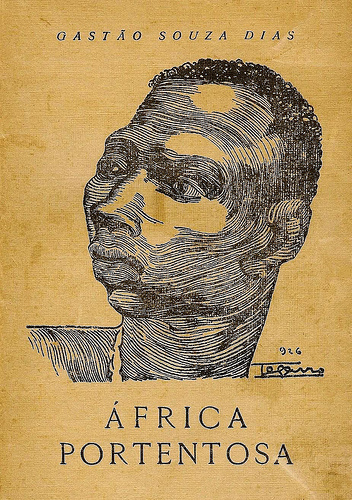 GASTÃO SOUZA DIAS
926
ÁFRICA
PORTENTOSA